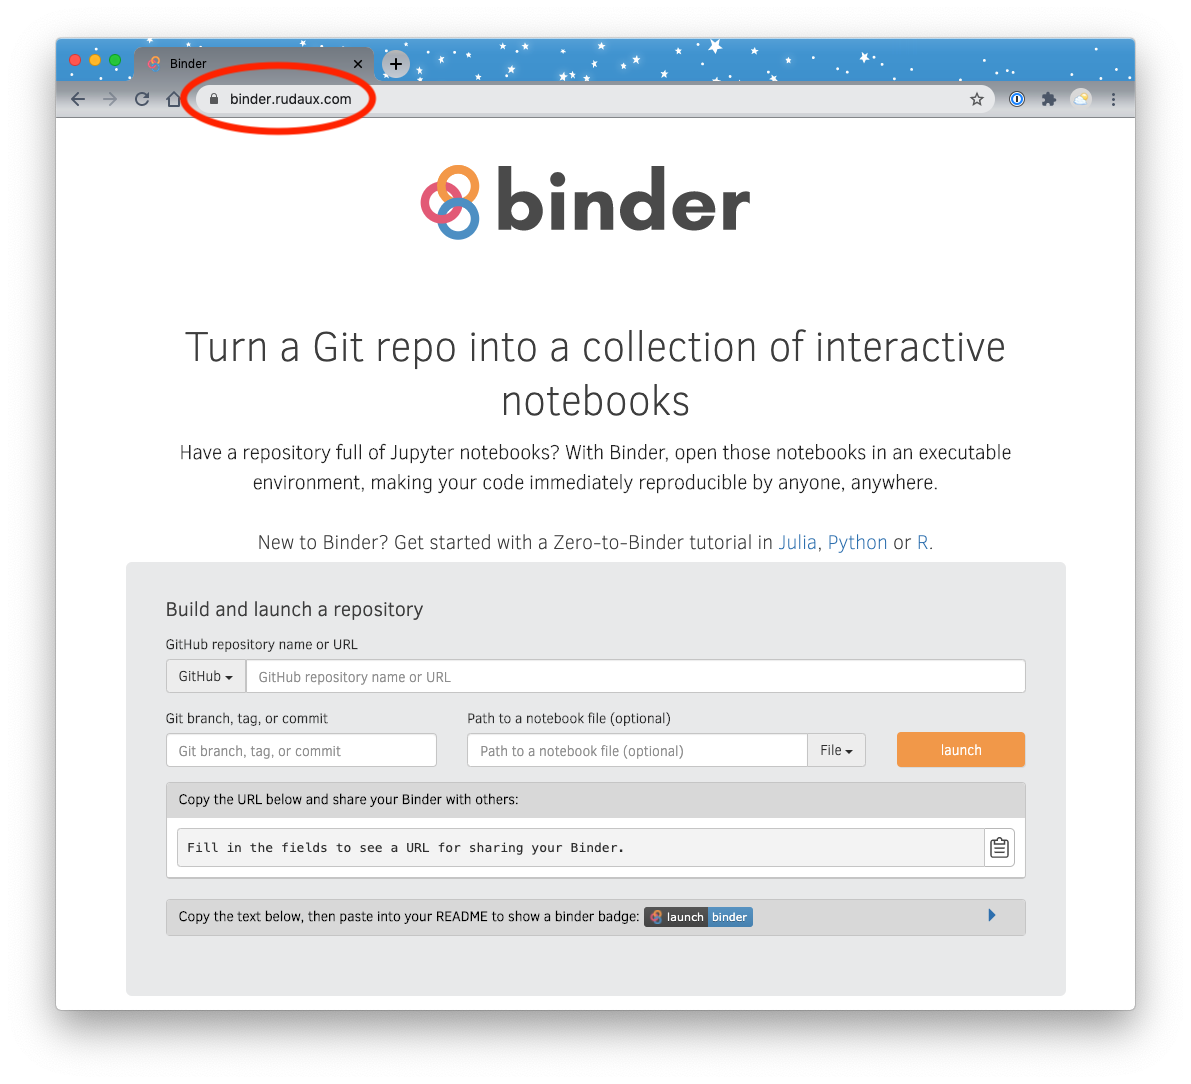 Binder
binder.rudaux.com
binder
Turn a Git repo into a collection of interactive
notebooks
Have a repository full of Jupyter notebooks? With Binder, open those notebooks in an executable
environment, making your code immediately reproducible by anyone, anywhere.
New to Binder? Get started with a Zero-to-Binder tutorial in Julia, Python or R.
Build and launch a repository
GitHub repository name or URL
GitHub GitHub repository name or URL
Git branch, tag, or commit Path to a notebook file (optional)
Git branch, tag, or commit Path to a notebook file (optional) File launch
Copy the URL below and share your Binder with others:
Fill in the fields to see a URL for sharing your Binder.
Copy the text below, then paste into your README to show a binder badge: launch binder